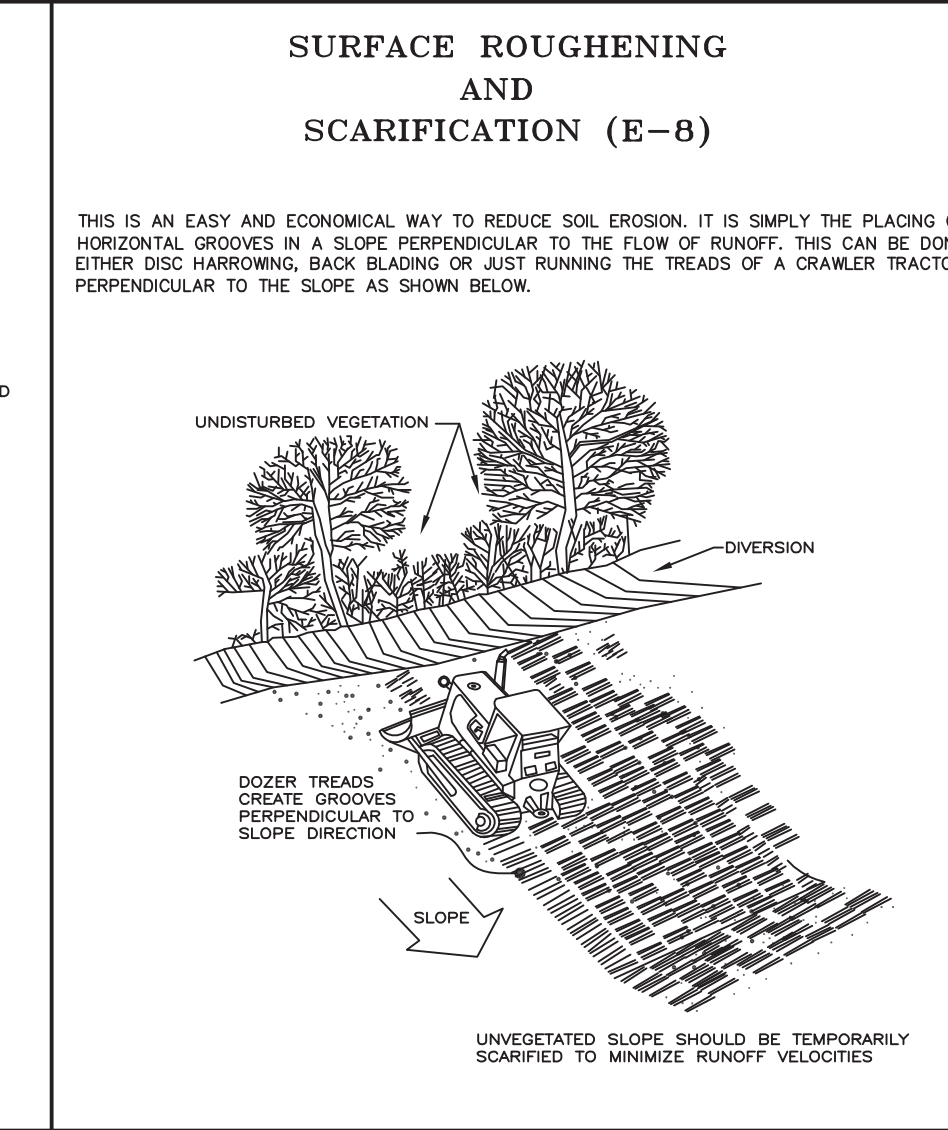 SURFACE ROUGHENING
AND
SCARIFICATION (E-8)
THIS IS AN EASY AND ECONOMICAL WAY TO REDUCE SOIL EROSION. IT IS SIMPLY THE PLACING
HORIZONTAL GROOVES IN A SLOPE PERPENDICULAR TO THE FLOW OF RUNOFF. THIS CAN BE
EITHER DISC HARROWING, BACK BLADING OR JUST RUNNING THE TREADS OF A CRAWLER
PERPENDICULAR TO THE SLOPE AS SHOWN BELOW.
D
UNDISTURBED VEGETATION
DIVERSION
DOZER TREADS
CREATE GROOVES
PERPENDICULAR TO
SLOPE DIRECTION
SLOPE
UNVEGETATED SLOPE SHOULD BE TEMPORARILY
SCARIFIED TO MINIMIZE RUNOFF VELOCITIES